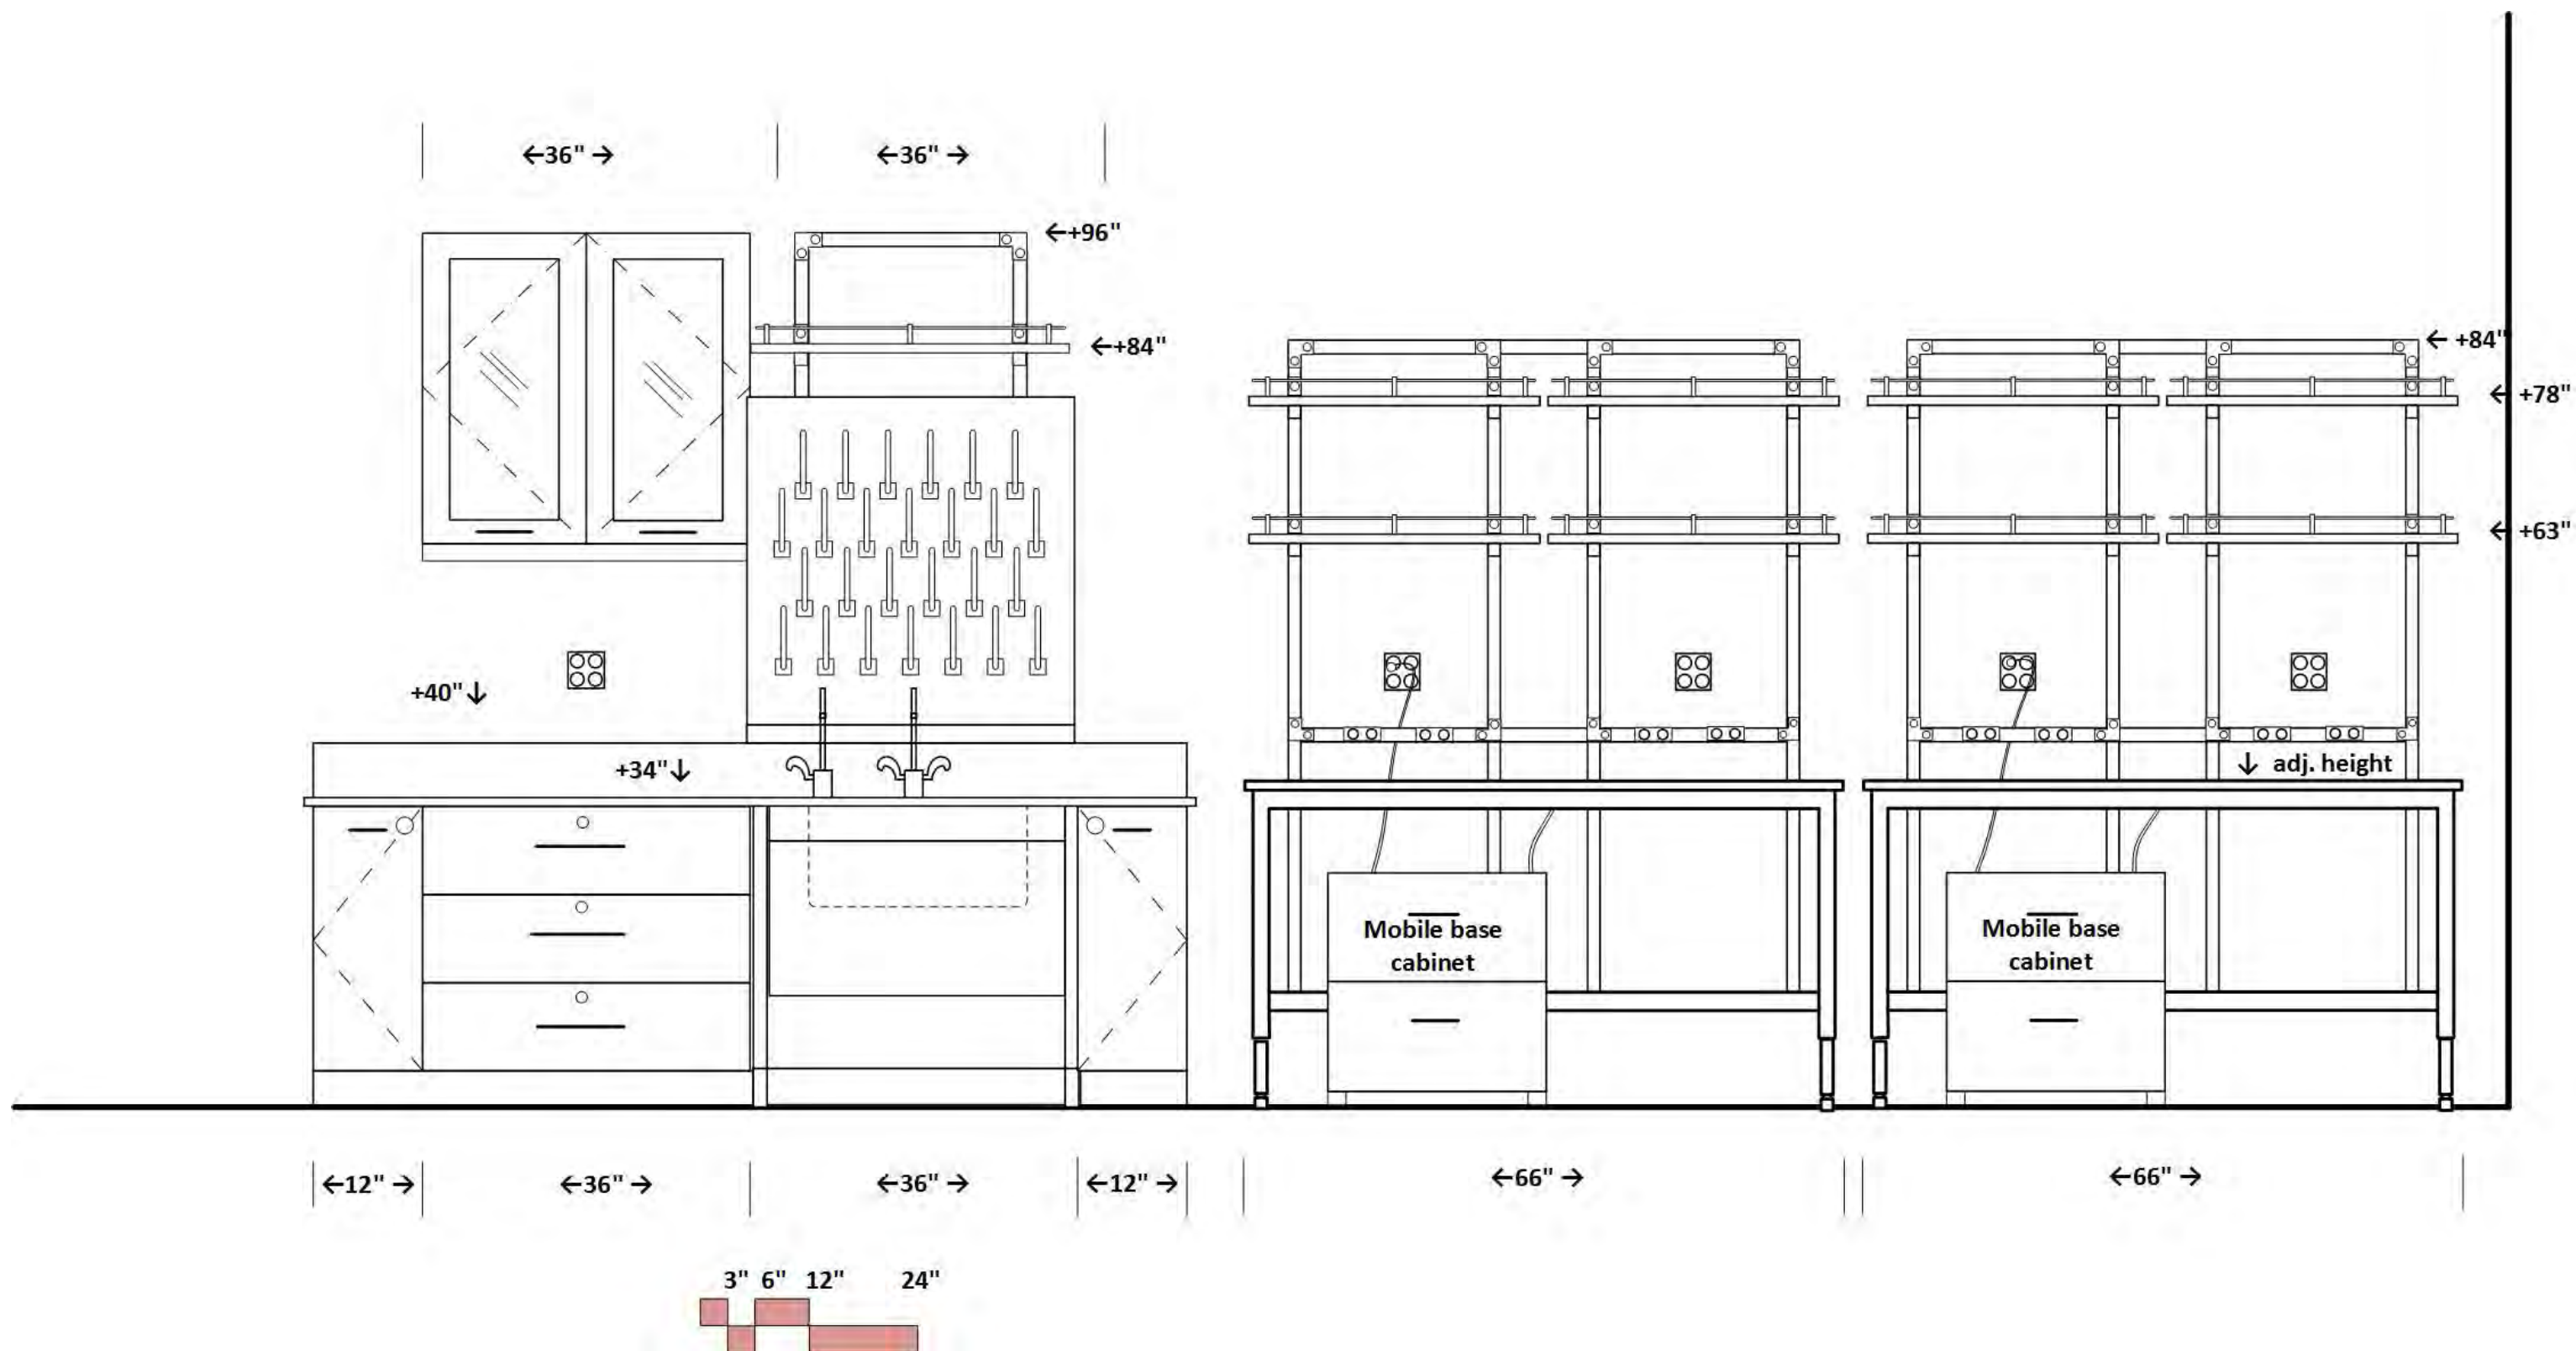 ←36" →
←36" →
←+96"
←+84"
← +84"
← +78"
← +63"
+40"↓
+34"↓
↓ adj. height
Mobile base
cabinet
Mobile base
cabinet
←12" →
←36" →
←36" →
←12" →
←66" →
←66" →
3" 6" 12" 24"